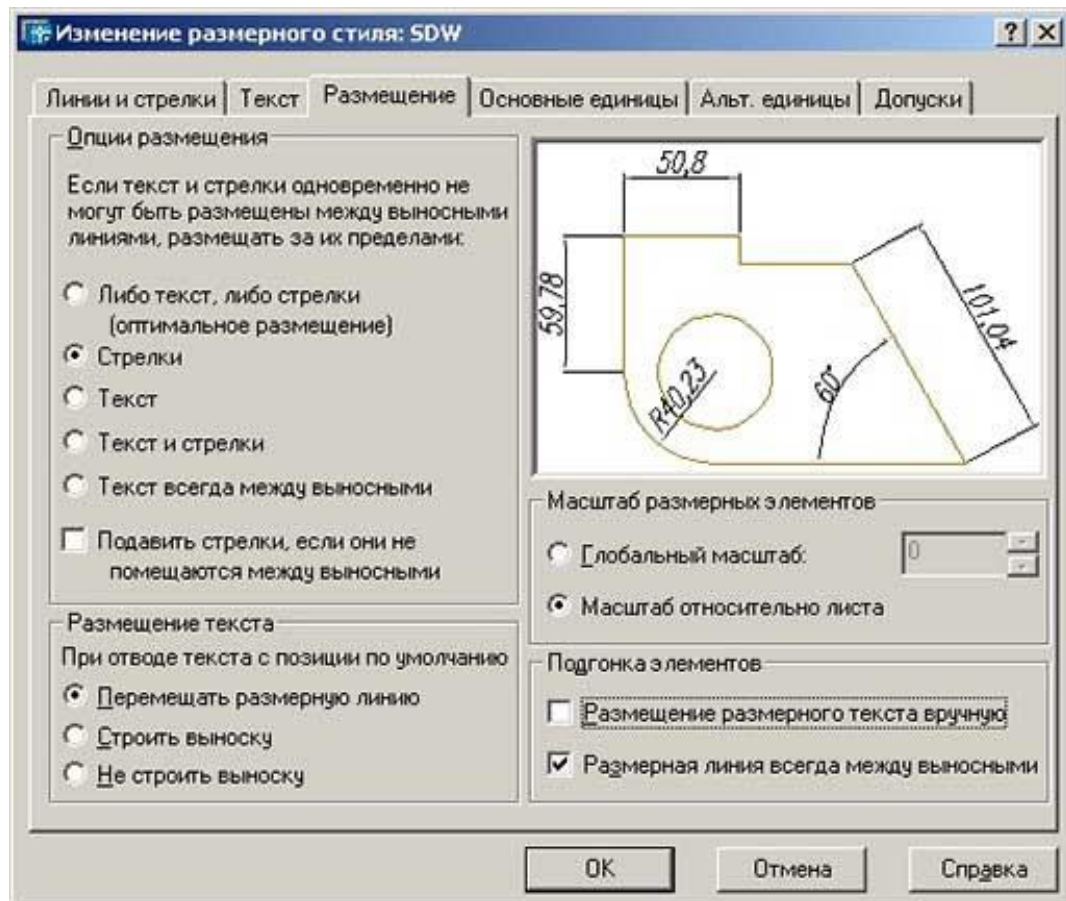 Изменение размерного стиля: SDW
Линии и стрелки
Текст
Размещение
Основные единицы
Альт. единицы
Допуски
Опции размещения
Если текст и стрелки одновременно не
могут быть размещены между выносными
линиями, размещать за их пределами:
Либо текст, либо стрелки
(оптимальное размещение)
Стрелки
Текст
Текст и стрелки
Текст всегда между выносными
Подавить стрелки, если они не
помещаются между выносными
Размещение текста
При отводе текста с позиции по умолчанию
Перемещать размерную линию
Строить выноску
Не строить выноску
50,8
59,78
101,04
R40,23
60°
Масштаб размерных элементов
Глобальный масштаб:
0
Масштаб относительно листа
Подгонка элементов
Размещение размерного текста вручную
Размерная линия всегда между выносными
OK
Отмена
Справка